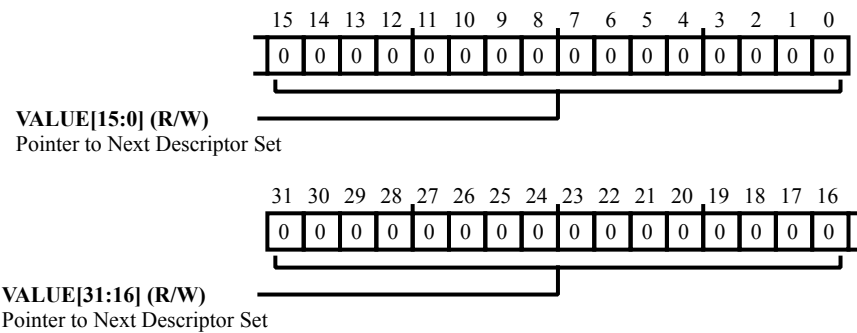 15 14 13 12 11 10 9 8 7 6 5 4 3 2 1 0
0 0 0 0 0 0 0 0 0 0 0 0 0 0 0 0
VALUE[15:0] (R/W)
Pointer to Next Descriptor Set
31 30 29 28 27 26 25 24 23 22 21 20 19 18 17 16
0 0 0 0 0 0 0 0 0 0 0 0 0 0 0 0
VALUE[31:16] (R/W)
Pointer to Next Descriptor Set